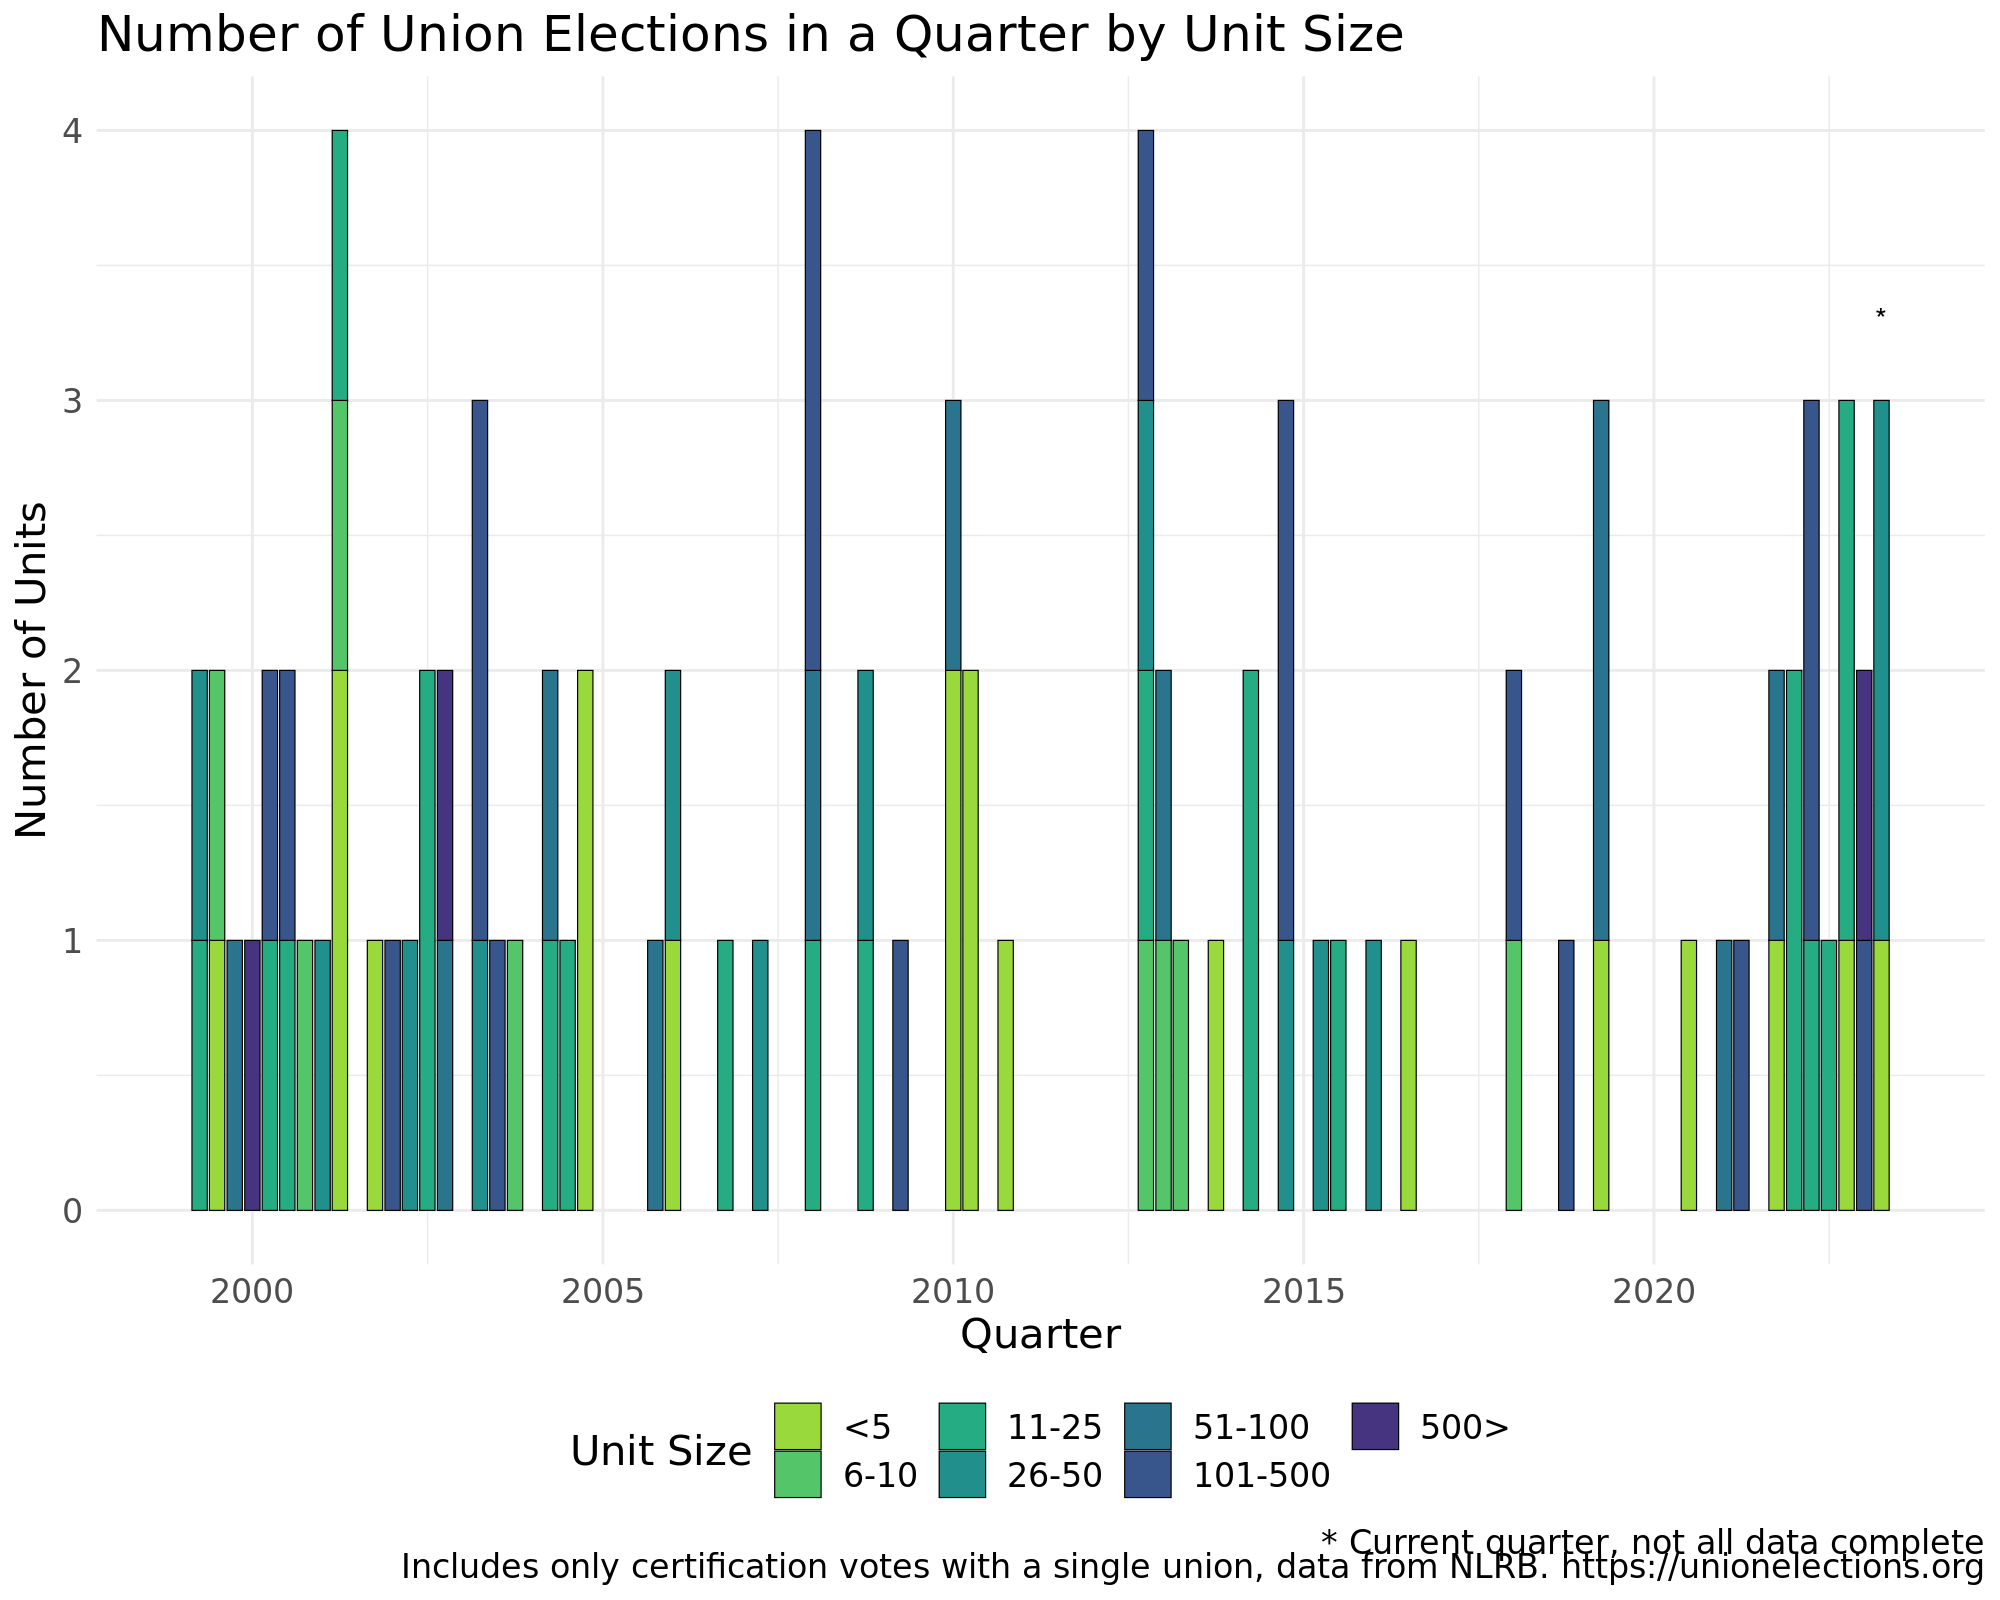 Number of Union Elections in a Quarter by Unit Size
4
3
2
1
0
*
Number of Units
2000 2005 2010 2015 2020
Quarter
Unit Size
<5 11-25 51-100 500>
6-10 26-50 101-500
* Current quarter, not all data complete
Includes only certification votes with a single union, data from NLRB. https://unionelections.org